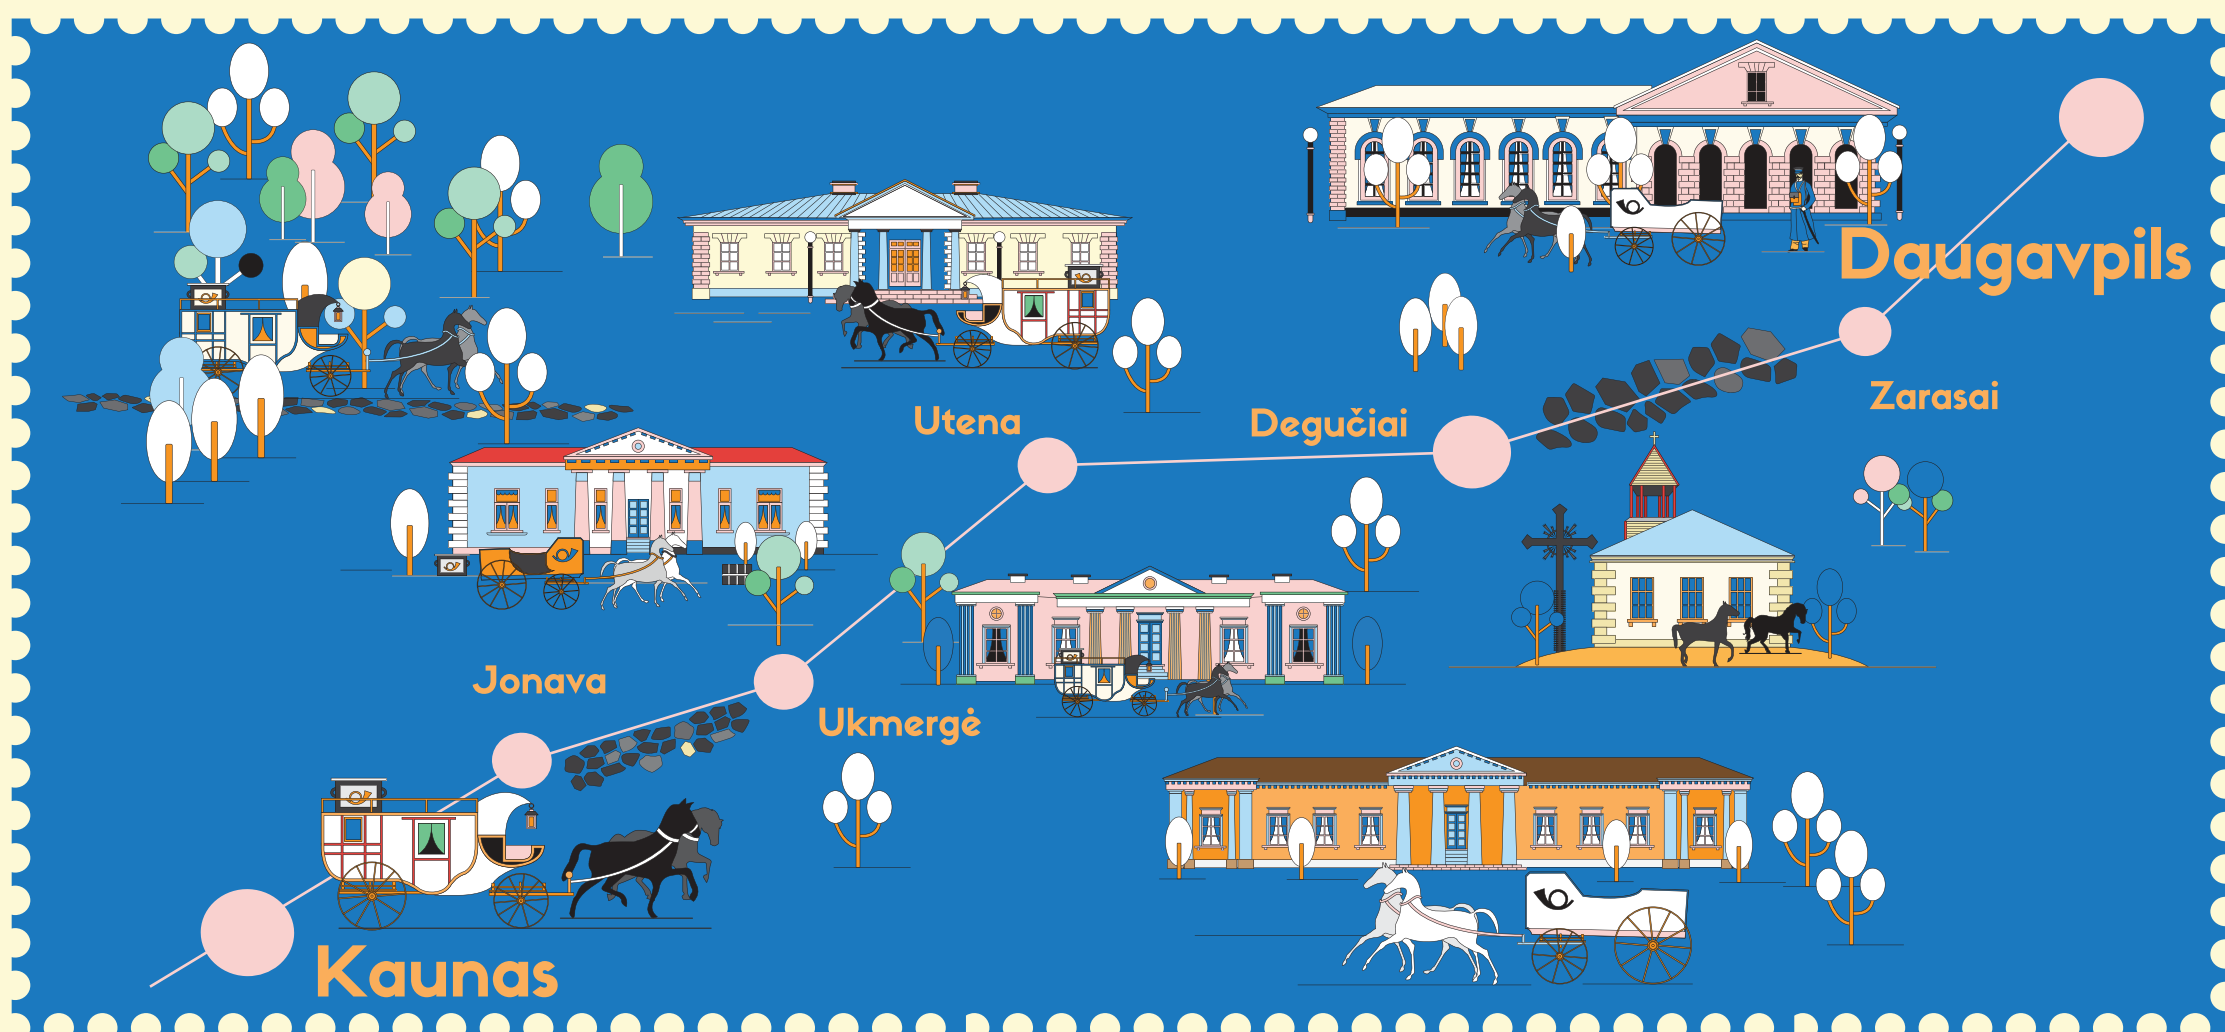 Daugavpils
Zarasai
Degučiai
Utena
Jonava
Ukmergė
Kaunas